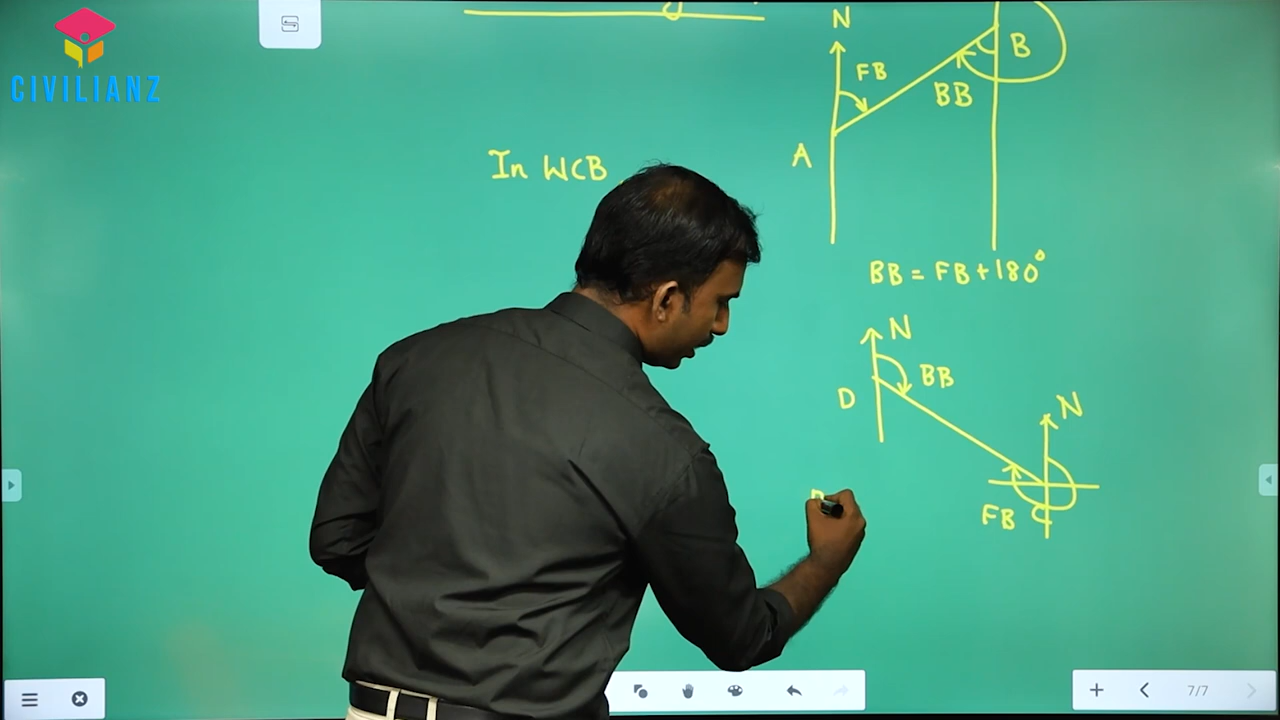 CIVILIANZ
N
B
FB
BB
A
In WCB
BB = FB + 180°
N
BB
D
N
FB
C
7/7